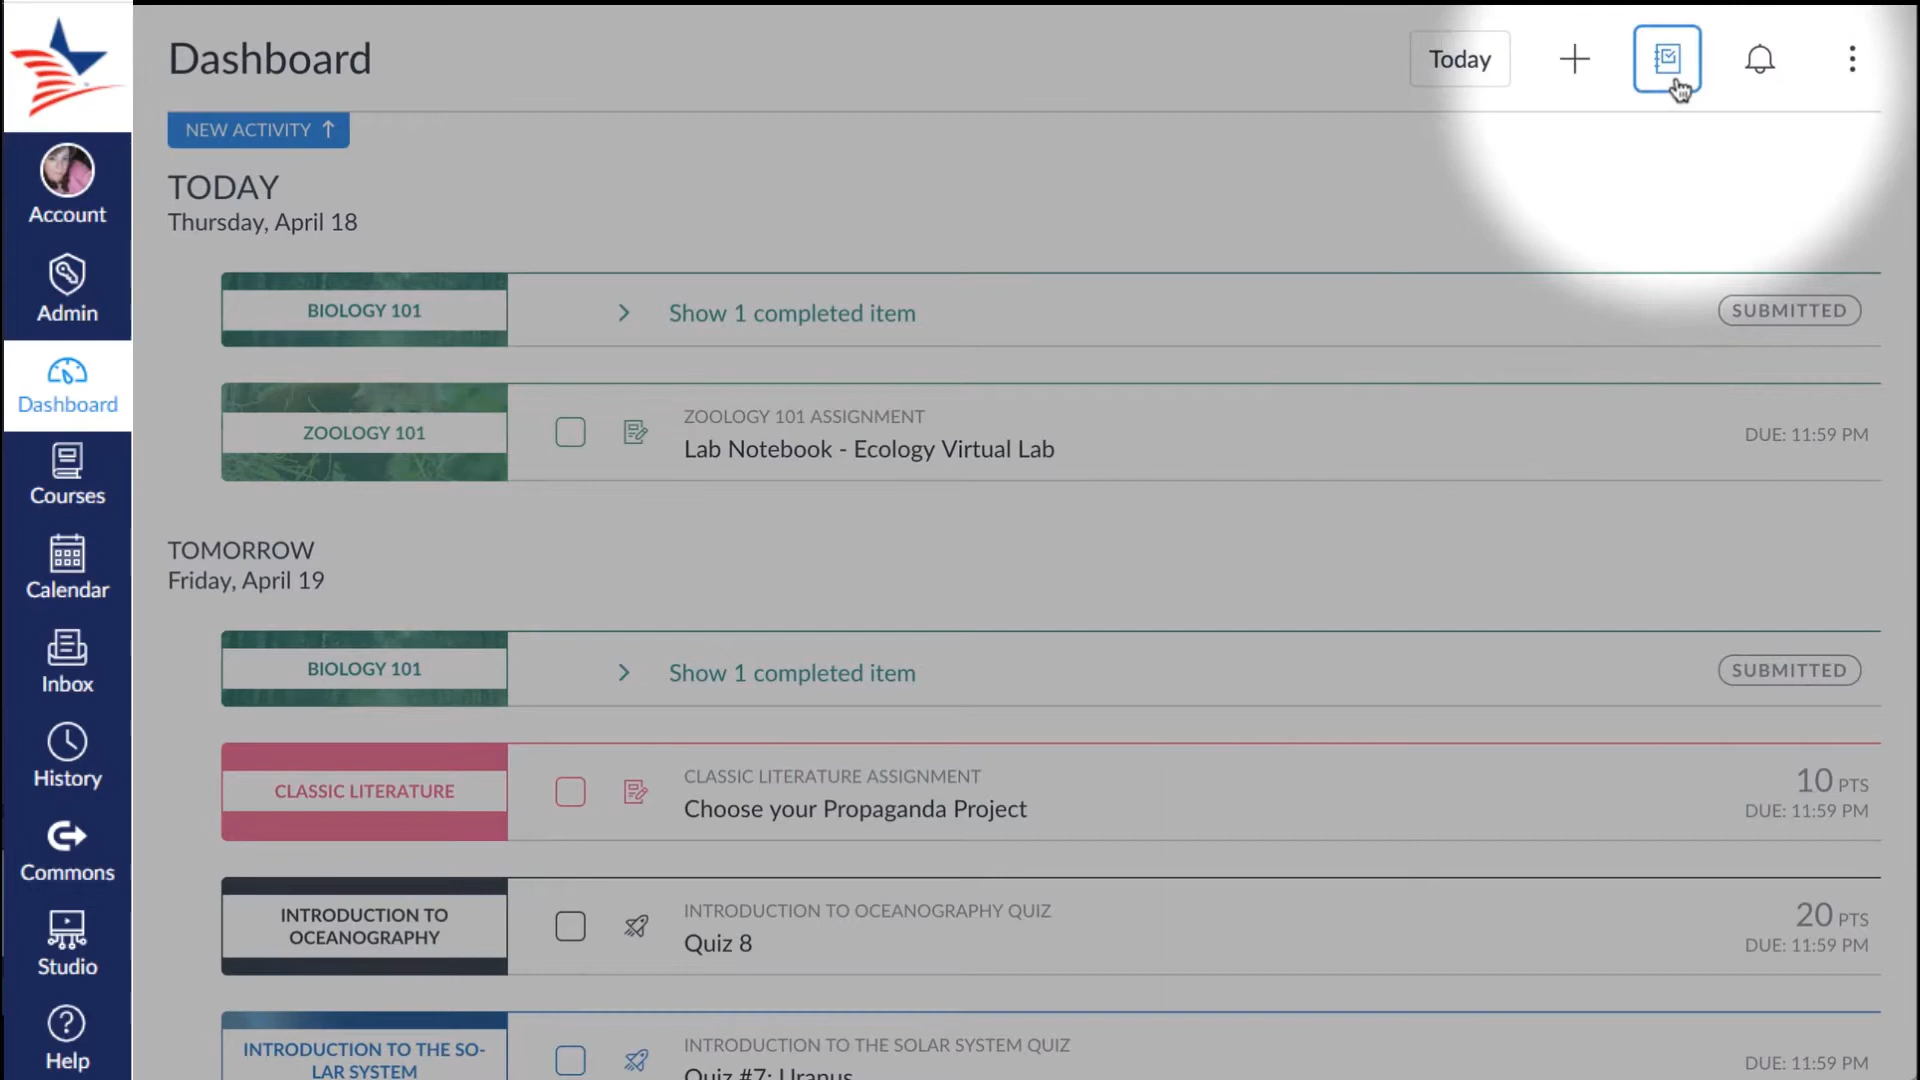 Dashboard
Today
NEW ACTIVITY ↑
TODAY
Thursday, April 18
BIOLOGY 101
Show 1 completed item
SUBMITTED
ZOOLOGY 101
ZOOLOGY 101 ASSIGNMENT
Lab Notebook - Ecology Virtual Lab
DUE: 11:59 PM
TOMORROW
Friday, April 19
BIOLOGY 101
Show 1 completed item
SUBMITTED
CLASSIC LITERATURE
CLASSIC LITERATURE ASSIGNMENT
Choose your Propaganda Project
10 PTS
DUE: 11:59 PM
INTRODUCTION TO
OCEANOGRAPHY
INTRODUCTION TO OCEANOGRAPHY QUIZ
Quiz 8
20 PTS
DUE: 11:59 PM
INTRODUCTION TO THE SO-
LAR SYSTEM
INTRODUCTION TO THE SOLAR SYSTEM QUIZ
Quiz #7: Uranus
DUE: 11:59 PM
Account
Admin
Dashboard
Courses
Calendar
Inbox
History
Commons
Studio
Help